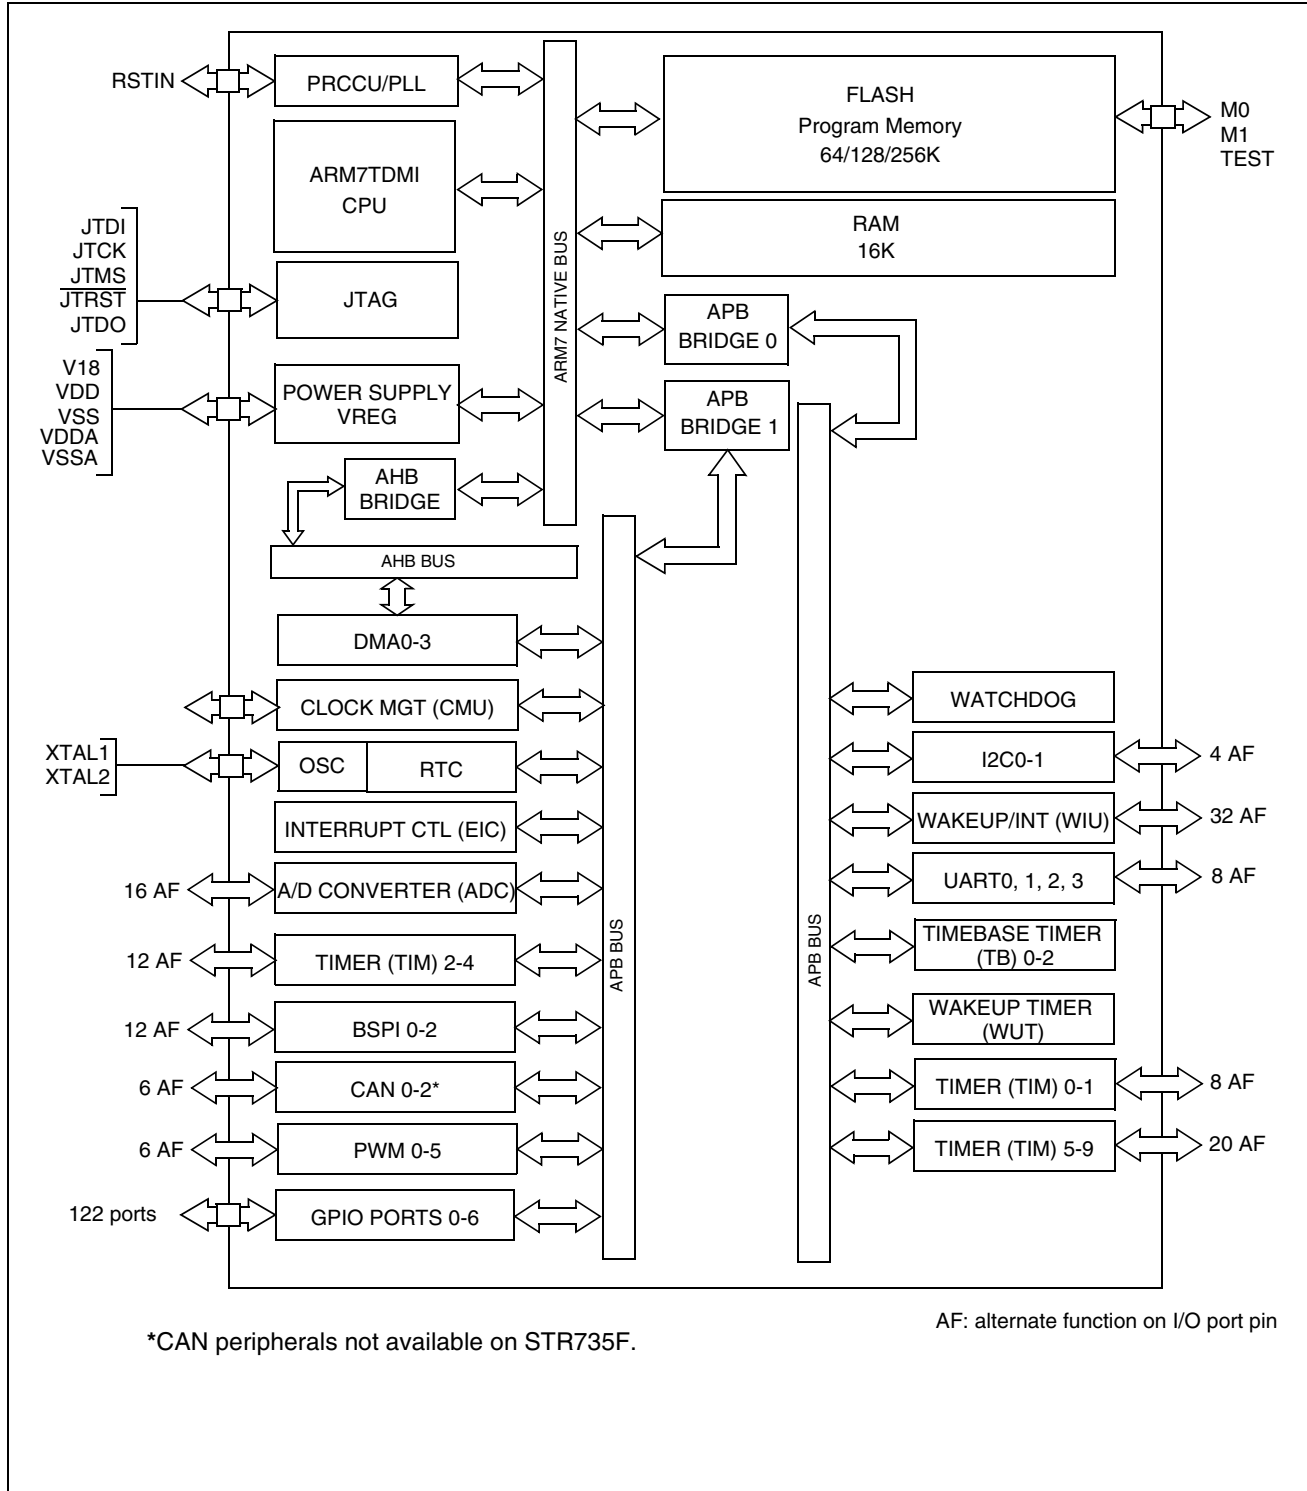 RSTIN
PRCCU/PLL
ARM7TDMI
CPU
JTDI
JTCK
JTMS
JTRST
JTDO
JTAG
V18
VDD
VSS
VDDA
VSSA
POWER SUPPLY
VREG
AHB
BRIDGE
AHB BUS
ARM7 NATIVE BUS
FLASH
Program Memory
64/128/256K
M0
M1
TEST
RAM
16K
APB
BRIDGE 0
APB
BRIDGE 1
DMA0-3
CLOCK MGT (CMU)
XTAL1
XTAL2
OSC
RTC
INTERRUPT CTL (EIC)
16 AF
A/D CONVERTER (ADC)
12 AF
TIMER (TIM) 2-4
12 AF
BSPI 0-2
6 AF
CAN 0-2*
6 AF
PWM 0-5
122 ports
GPIO PORTS 0-6
APB BUS
APB BUS
WATCHDOG
I2C0-1
4 AF
WAKEUP/INT (WIU)
32 AF
UART0, 1, 2, 3
8 AF
TIMEBASE TIMER
(TB) 0-2
WAKEUP TIMER
(WUT)
TIMER (TIM) 0-1
8 AF
TIMER (TIM) 5-9
20 AF
AF: alternate function on I/O port pin
*CAN peripherals not available on STR735F.